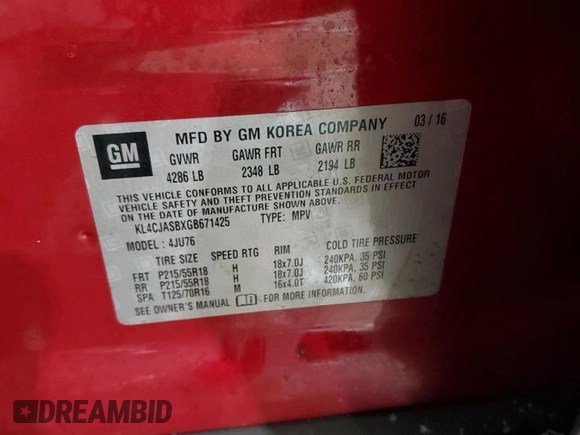 GM
MFD BY GM KOREA COMPANY 03/16
GVWR GAWR FRT GAWR RR
4286 LB 2348 LB 2194 LB
THIS VEHICLE CONFORMS TO ALL APPLICABLE U.S. FEDERAL MOTOR
VEHICLE SAFETY AND THEFT PREVENTION STANDARDS IN EFFECT
ON THE DATE OF MANUFACTURE SHOWN ABOVE.
KL4CJASBXGB671425 TYPE: MPV
MODEL: 4JU76
TIRE SIZE SPEED RTG RIM COLD TIRE PRESSURE
FRT P215/55R18 H 18x7.0J 240KPA, 35 PSI
RR P215/55R18 H 18x7.0J 240KPA, 35 PSI
SPA T125/70R16 M 16x4.0T 420KPA, 60 PSI
SEE OWNER'S MANUAL FOR MORE INFORMATION.
DREAMBID